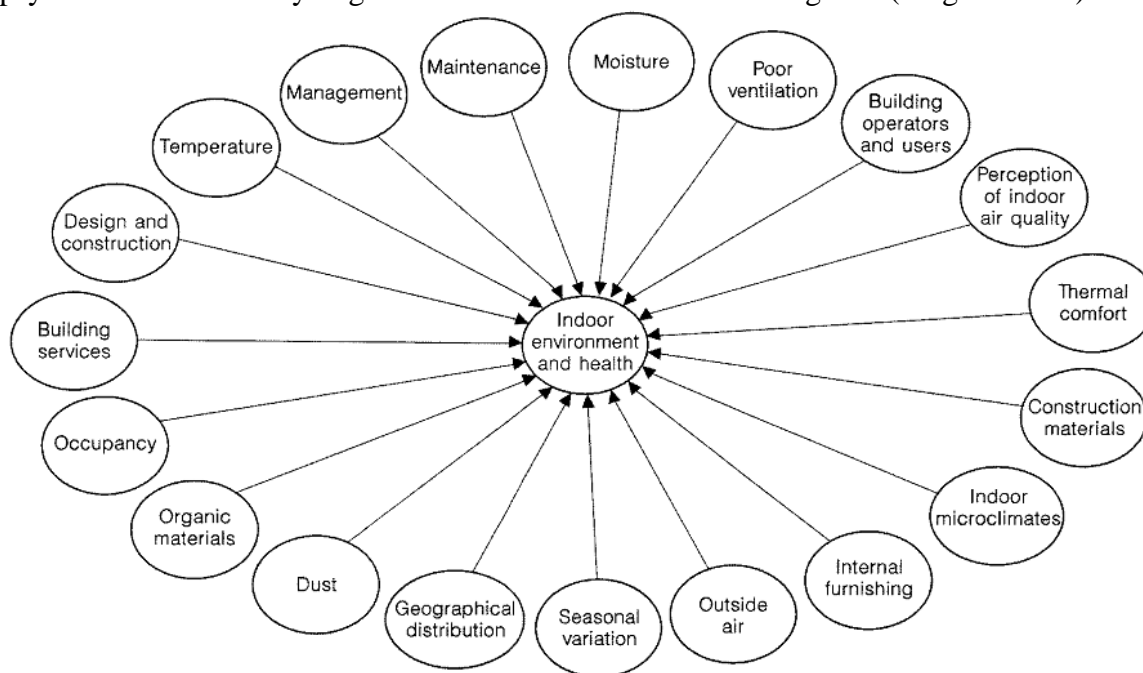 Maintenance
Moisture
Poor
ventilation
Management
Building
operators
and users
Temperature
Perception
of indoor
air quality
Design and
construction
Thermal
comfort
Building
services
Indoor
environment
and health
Construction
materials
Occupancy
Indoor
microclimates
Organic
materials
Internal
furnishing
Dust
Geographical
distribution
Seasonal
variation
Outside
air